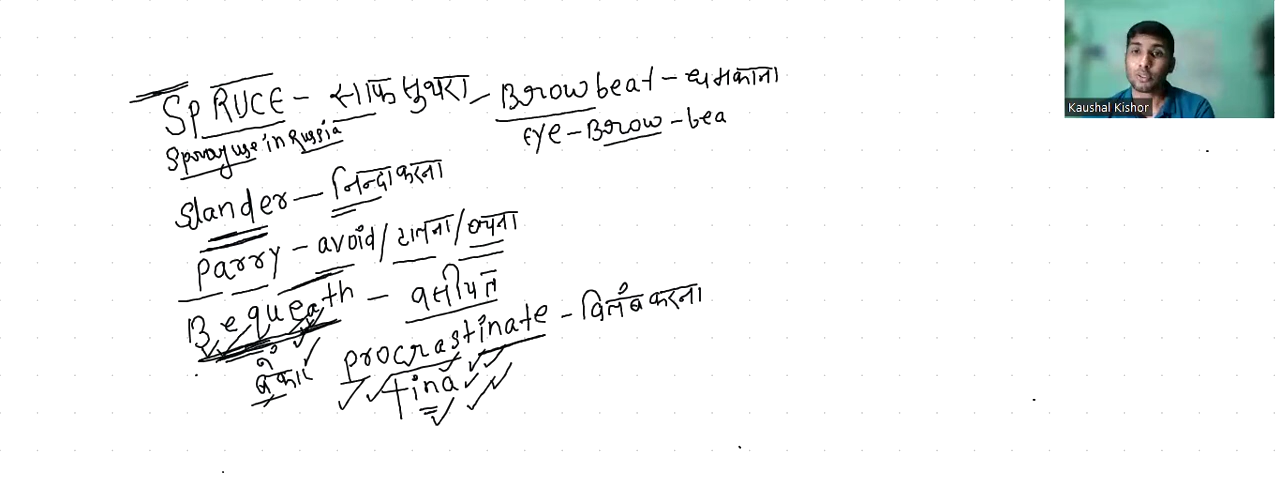 SpRUCE - साफ सुथरा - Browbeat - धमकाना
Spray use in Russia
Eye - Brow - bea
Slander - निन्दा करना
Parry - avoid/टालना/बचना
Bequeath - वसीयत
बेकार
procrastinate - विलंब करना
tina
Kaushal Kishor